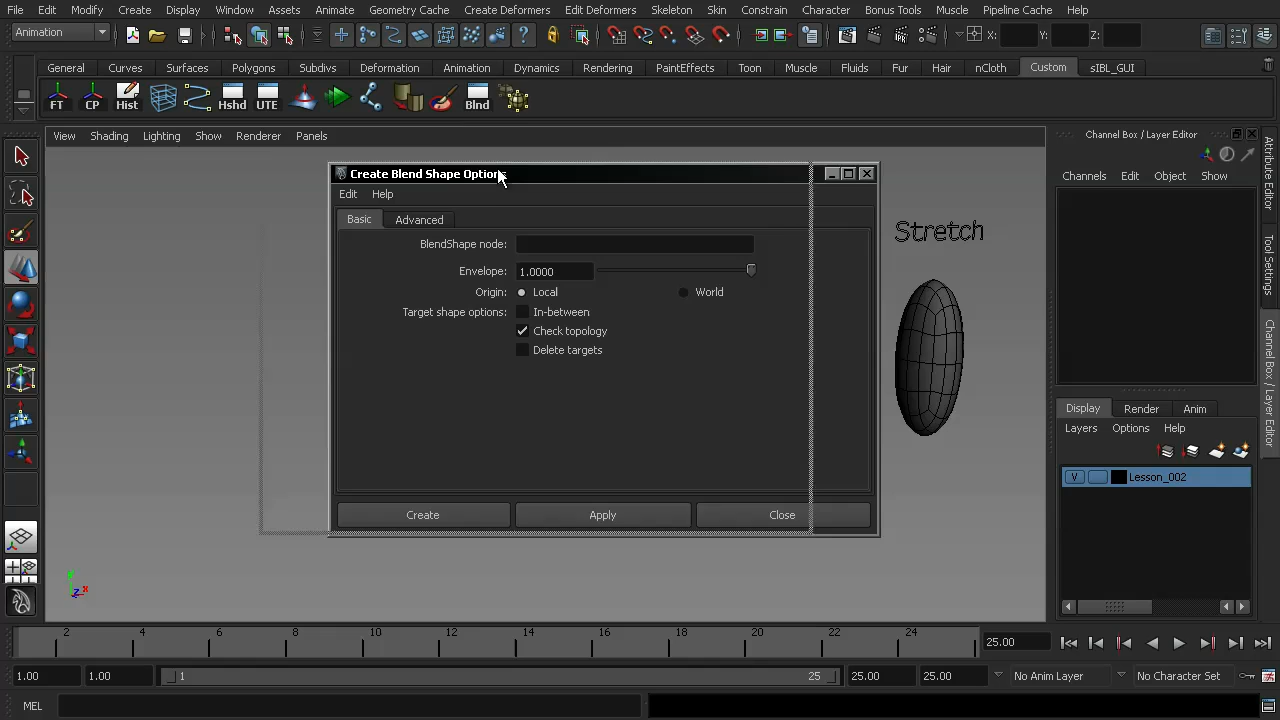 File Edit Modify Create Display Window Assets Animate Geometry Cache Create Deformers Edit Deformers Skeleton Skin Constrain Character Bonus Tools Muscle Pipeline Cache Help
Animation X: Y: Z:
General Curves Surfaces Polygons Subdivs Deformation Animation Dynamics Rendering PaintEffects Toon Muscle Fluids Fur Hair nCloth Custom sIBL_GUI
FT CP Hist Hshd UTE Blnd
View Shading Lighting Show Renderer Panels
Channel Box / Layer Editor
Channels Edit Object Show
Attribute Editor
Tool Settings
Channel Box / Layer Editor
Create Blend Shape Options
Edit Help
Basic Advanced
BlendShape node:
Envelope: 1.0000
Origin: Local World
Target shape options: In-between
Check topology
Delete targets
Create Apply Close
Stretch
Display Render Anim
Layers Options Help
V Lesson_002
y x z
2 4 6 8 10 12 14 16 18 20 22 24 25.00
1.00 1.00 1 25 25.00 25.00 No Anim Layer No Character Set
MEL